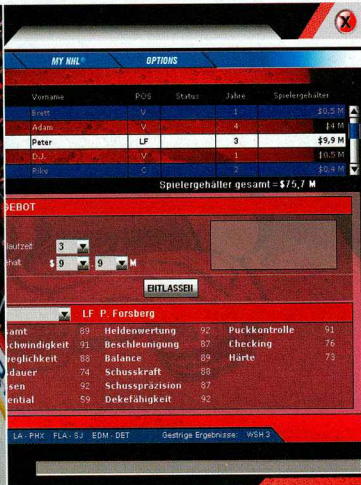 MY NHL® OPTIONS
Vorname POS Status Jahre Spielergehälter
Brett V 1 $0,5 M
Adam V 4 $4 M
Peter LF 3 $9,9 M
D.J. V 1 $0,5 M
Riku C 2 $0,4 M
Spielergehälter gesamt = $75,7 M
GEBOT
laufzeit 3
ehalt $ 9 . 9 M
ENTLASSEN
LF P. Forsberg
amt 89 Heldenwertung 92 Puckkontrolle 91
schwindigkeit 91 Beschleunigung 87 Checking 76
weglichkeit 88 Balance 89 Härte 73
dauer 74 Schusskraft 88
sen 92 Schusspräzision 87
ential 59 Dekefähigkeit 92
LA - PHX FLA - SJ EDM - DET Gestrige Ergebnisse: WSH 3